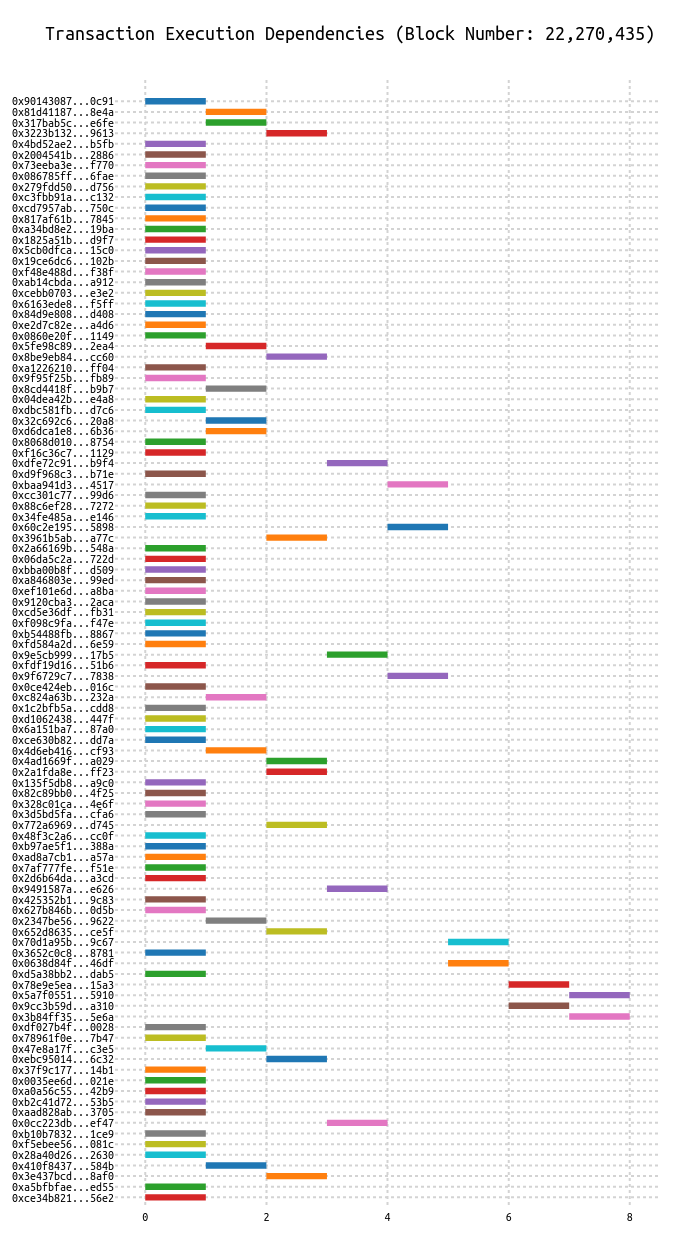 Transaction Execution Dependencies (Block Number: 22,270,435)
0x90143087...0c91
0x81d41187...8e4a
0x317bab5c...e6fe
0x3223b132...9613
0x4bd52ae2...b5fb
0x2004541b...2886
0x73eeba3e...f770
0x086785ff...6fae
0x279fdd50...d756
0xc3fbb91a...c132
0xcd7957ab...750c
0x817af61b...7845
0xa34bd8e2...19ba
0x1825a51b...d9f7
0x5cb0dfca...15c0
0x19ce6dc6...102b
0xf48e488d...f38f
0xab14cbda...a912
0xcebb0703...e3e2
0x6163ede8...f5ff
0x84d9e808...d408
0xe2d7c82e...a4d6
0x0860e20f...1149
0x5fe98c89...2ea4
0x8be9eb84...cc60
0xa1226210...ff04
0x9f95f25b...fb89
0x8cd4418f...b9b7
0x04dea42b...e4a8
0xdbc581fb...d7c6
0x32c692c6...20a8
0xd6dca1e8...6b36
0x8068d010...8754
0xf16c36c7...1129
0xdfe72c91...b9f4
0xd9f968c3...b71e
0xbaa941d3...4517
0xcc301c77...99d6
0x88c6ef28...7272
0x34fe485a...e146
0x60c2e195...5898
0x3961b5ab...a77c
0x2a66169b...548a
0x06da5c2a...722d
0xbba00b8f...d509
0xa846803e...99ed
0xef101e6d...a8ba
0x9120cba3...2aca
0xcd5e36df...fb31
0xf098c9fa...f47e
0xb54488fb...8867
0xfd584a2d...6e59
0x9e5cb999...17b5
0xfdf19d16...51b6
0x9f6729c7...7838
0x0ce424eb...016c
0xc824a63b...232a
0x1c2bfb5a...cdd8
0xd1062438...447f
0x6a151ba7...87a0
0xce630b82...dd7a
0x4d6eb416...cf93
0x4ad1669f...a029
0x2a1fda8e...ff23
0x135f5db8...a9c0
0x82c89bb0...4f25
0x328c01ca...4e6f
0x3d5bd5fa...cfa6
0x772a6969...d745
0x48f3c2a6...cc0f
0xb97ae5f1...388a
0xad8a7cb1...a57a
0x7af777fe...f51e
0x2d6b64da...a3cd
0x9491587a...e626
0x425352b1...9c83
0x627b846b...0d5b
0x2347be56...9622
0x652d8635...ce5f
0x70d1a95b...9c67
0x3652c0c8...8781
0x0638d84f...46df
0xd5a38bb2...dab5
0x78e9e5ea...15a3
0x5a7f0551...5910
0x9cc3b59d...a310
0x3b84ff35...5e6a
0xdf027b4f...0028
0x78961f0e...7b47
0x47e8a17f...c3e5
0xebc95014...6c32
0x37f9c177...14b1
0x0035ee6d...021e
0xa0a56c55...42b9
0xb2c41d72...53b5
0xaad828ab...3705
0x0cc223db...ef47
0xb10b7832...1ce9
0xf5ebee56...081c
0x28a40d26...2630
0x410f8437...584b
0x3e437bcd...8af0
0xa5bfbfae...ed55
0xce34b821...56e2
0 2 4 6 8